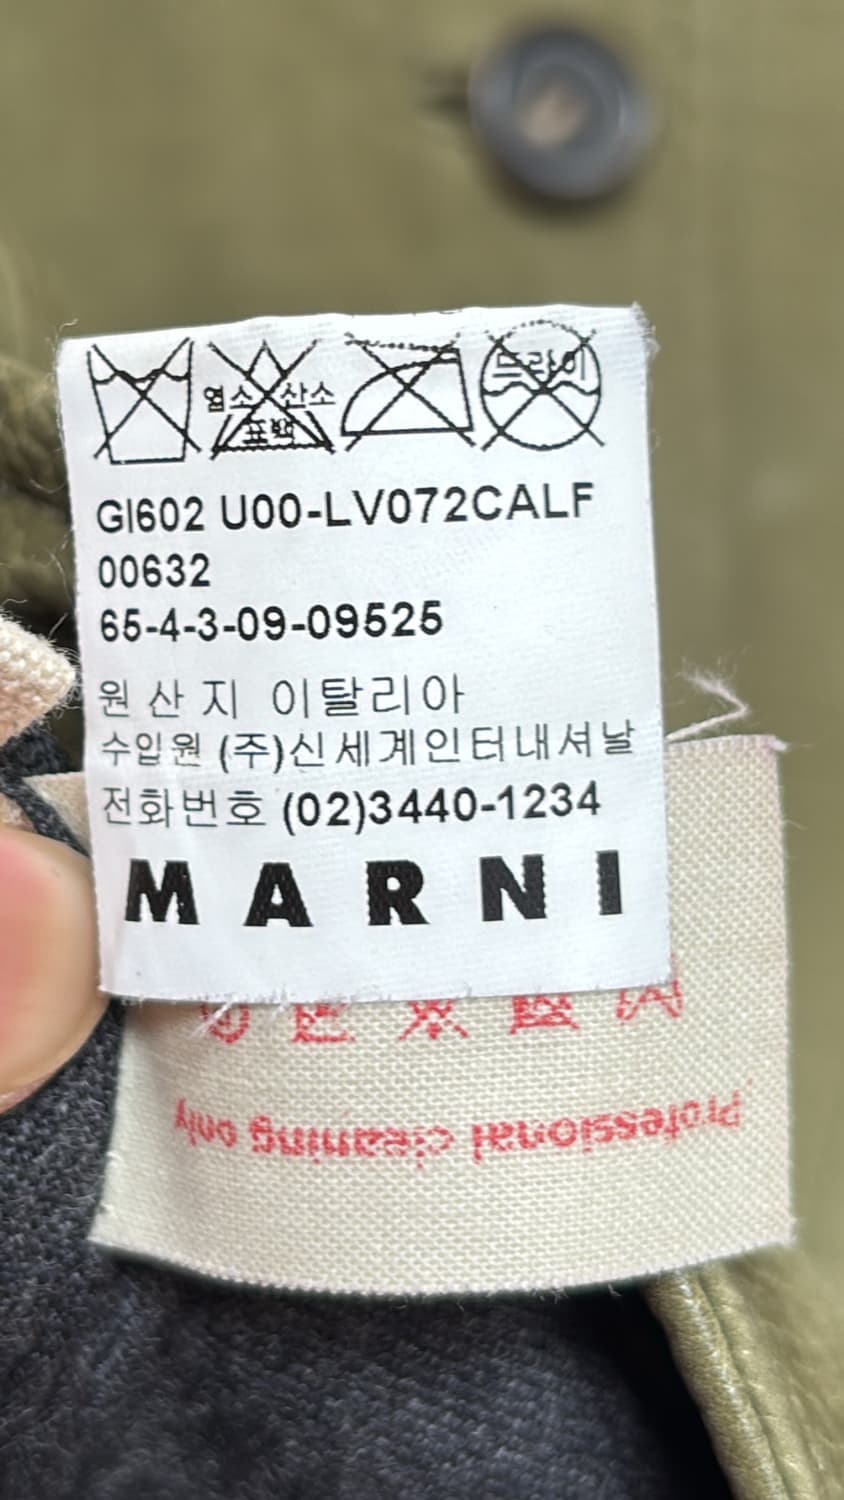 염소 산소
표백
드라이
GI602 U00-LV072CALF
00632
65-4-3-09-09525
원 산 지 이탈리아
수입원 (주)신세계인터내셔날
전화번호 (02)3440-1234
MARNI
Professional cleaning only